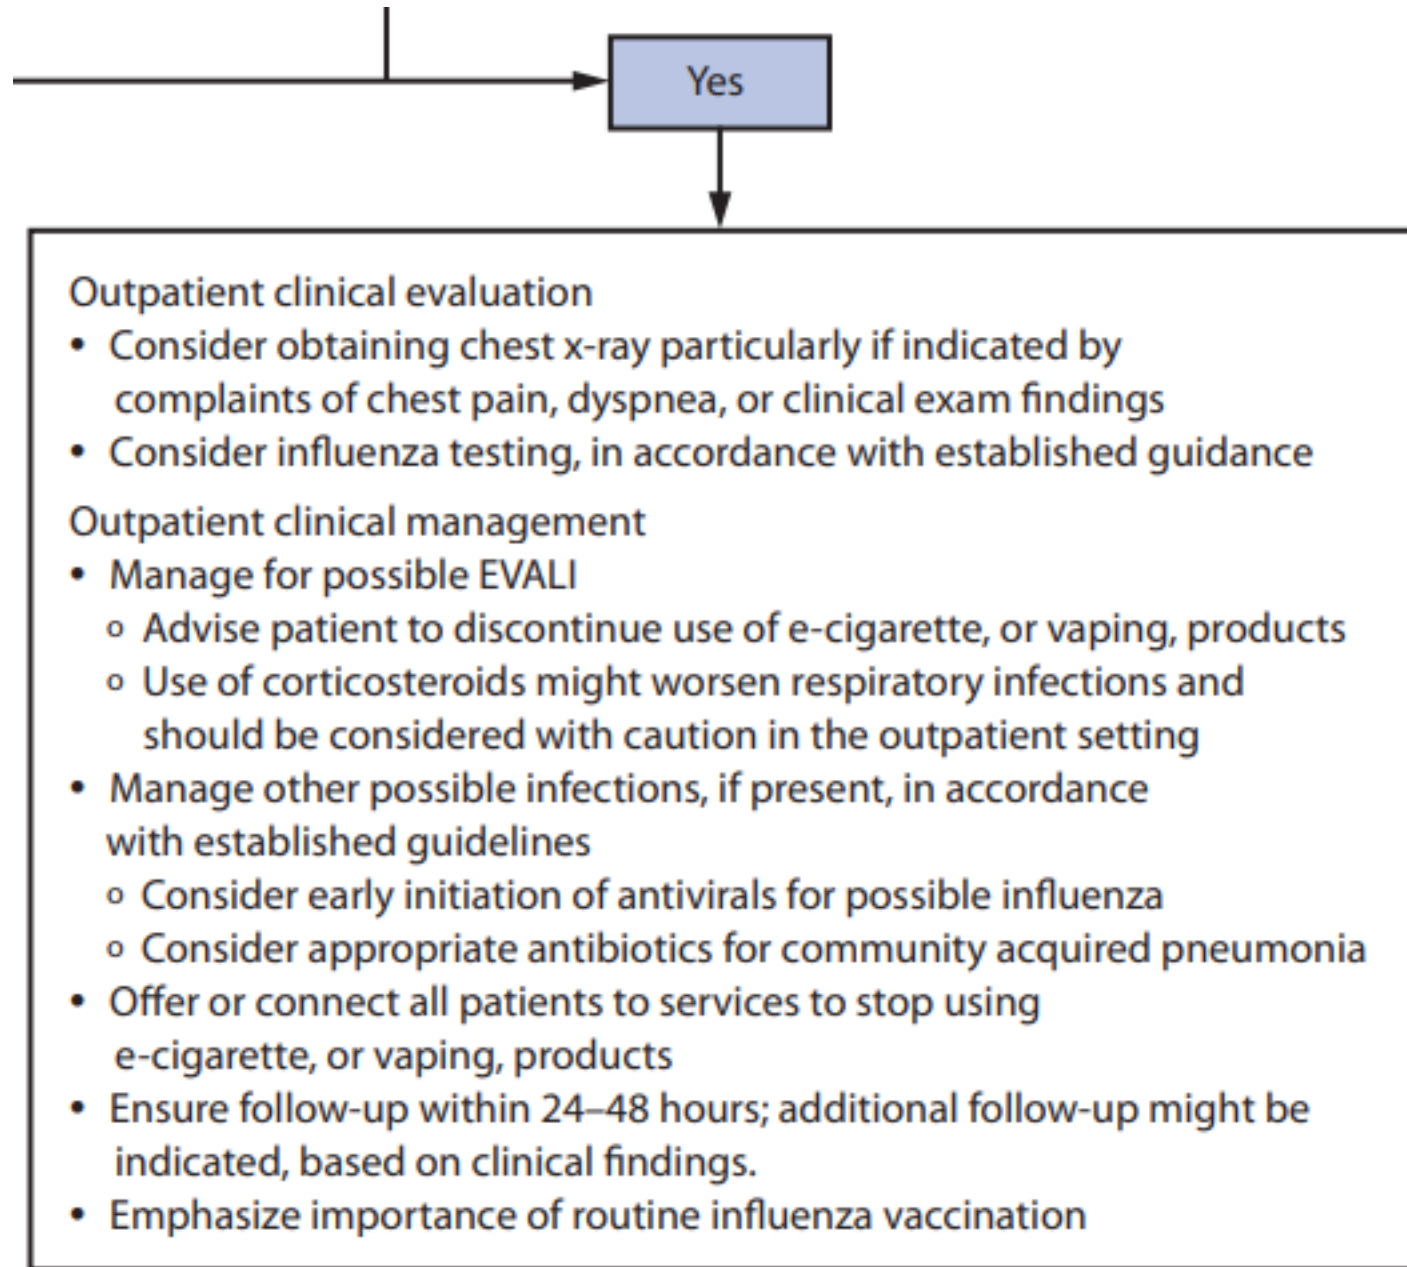 Yes
Outpatient clinical evaluation
• Consider obtaining chest x-ray particularly if indicated by
complaints of chest pain, dyspnea, or clinical exam findings
• Consider influenza testing, in accordance with established guidance
Outpatient clinical management
• Manage for possible EVALI
o Advise patient to discontinue use of e-cigarette, or vaping, products
o Use of corticosteroids might worsen respiratory infections and
should be considered with caution in the outpatient setting
• Manage other possible infections, if present, in accordance
with established guidelines
o Consider early initiation of antivirals for possible influenza
o Consider appropriate antibiotics for community acquired pneumonia
• Offer or connect all patients to services to stop using
e-cigarette, or vaping, products
• Ensure follow-up within 24–48 hours; additional follow-up might be
indicated, based on clinical findings.
• Emphasize importance of routine influenza vaccination